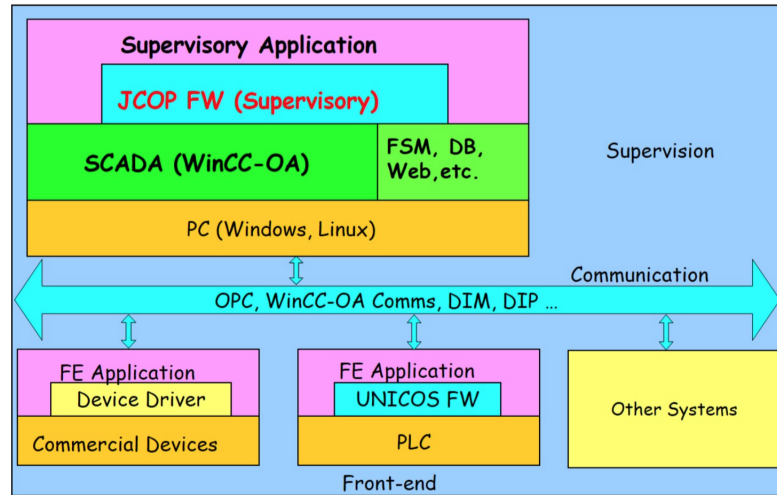 Supervisory Application
JCOP FW (Supervisory)
SCADA (WinCC-OA)
FSM, DB,
Web,etc.
Supervision
PC (Windows, Linux)
Communication
OPC, WinCC-OA Comms, DIM, DIP ...
FE Application
Device Driver
Commercial Devices
FE Application
UNICOS FW
PLC
Other Systems
Front-end